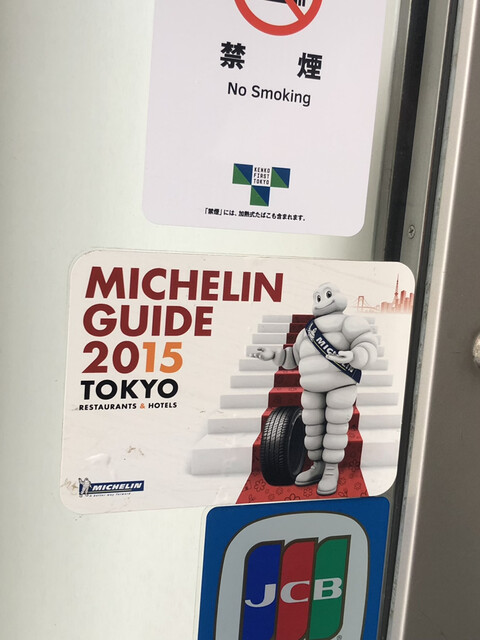 禁 煙
No Smoking
KENKO
FIRST
TOKYO
「禁煙」には、加熱式たばこも含まれます。
MICHELIN
GUIDE
2015
TOKYO
RESTAURANTS & HOTELS
MICHELIN
JCB